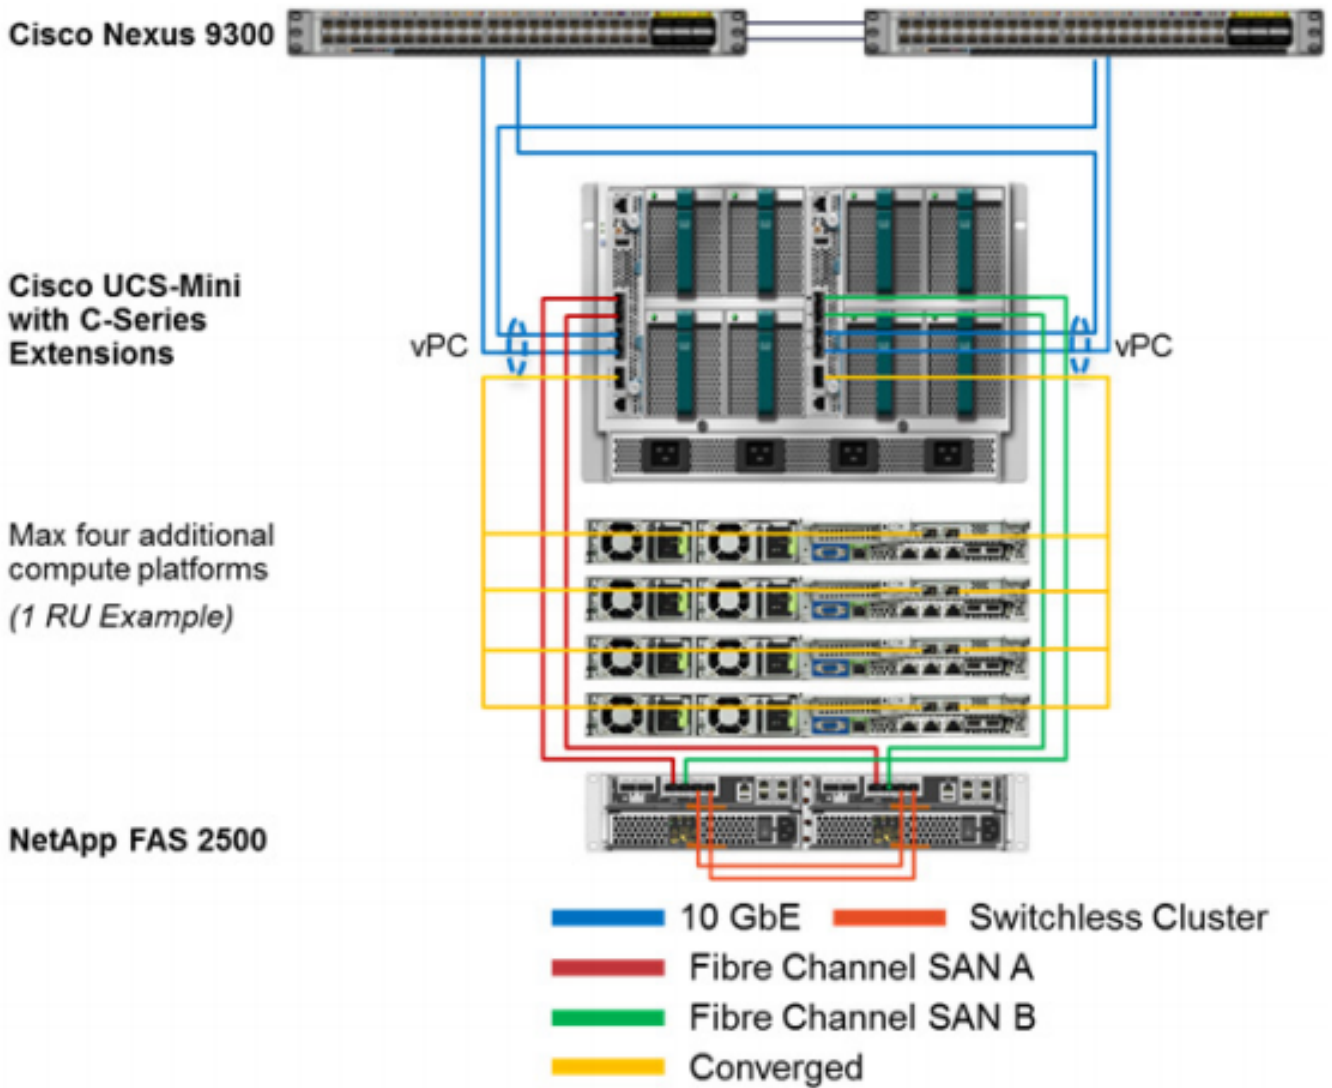 Cisco Nexus 9300
Cisco UCS-Mini
with C-Series
Extensions
vPC
vPC
Max four additional
compute platforms
(1 RU Example)
NetApp FAS 2500
10 GbE
Switchless Cluster
Fibre Channel SAN A
Fibre Channel SAN B
Converged